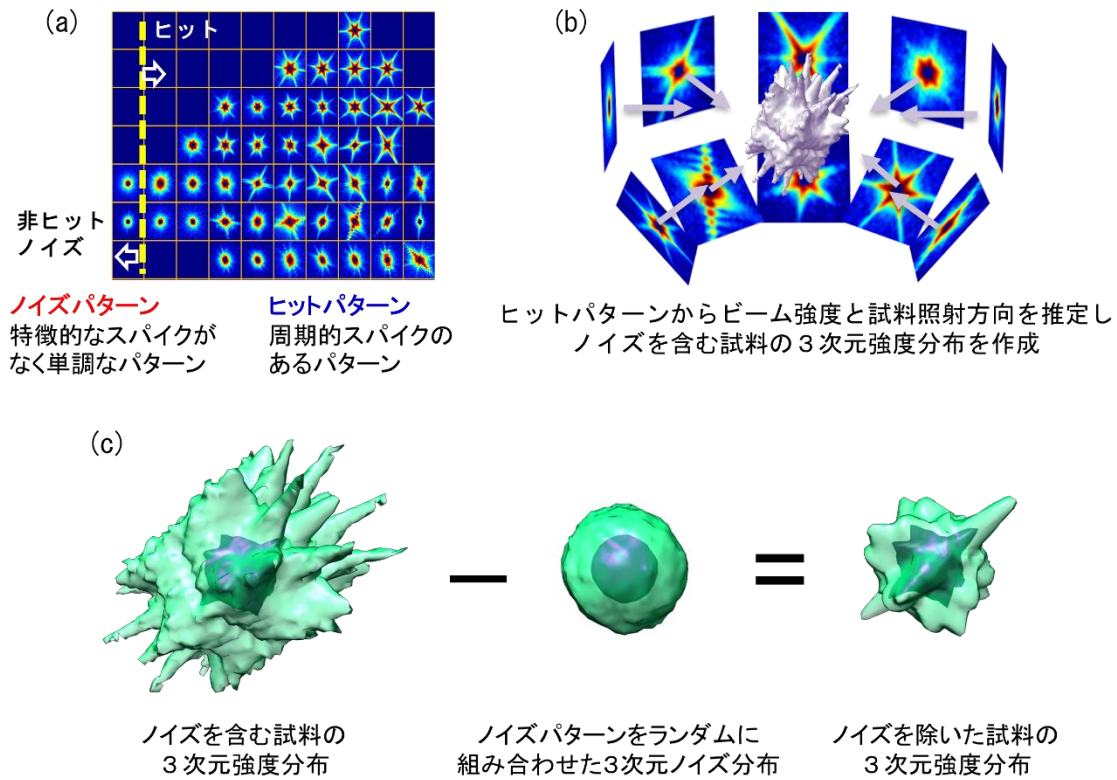 (a)
ヒット
非ヒット
ノイズ
ノイズパターン
特徴的なスパイクが
なく単調なパターン
ヒットパターン
周期的スパイクの
あるパターン
(b)
ヒットパターンからビーム強度と試料照射方向を推定し
ノイズを含む試料の３次元強度分布を作成
(c)
ノイズを含む試料の
３次元強度分布
ノイズパターンをランダムに
組み合わせた3次元ノイズ分布
ノイズを除いた試料の
３次元強度分布